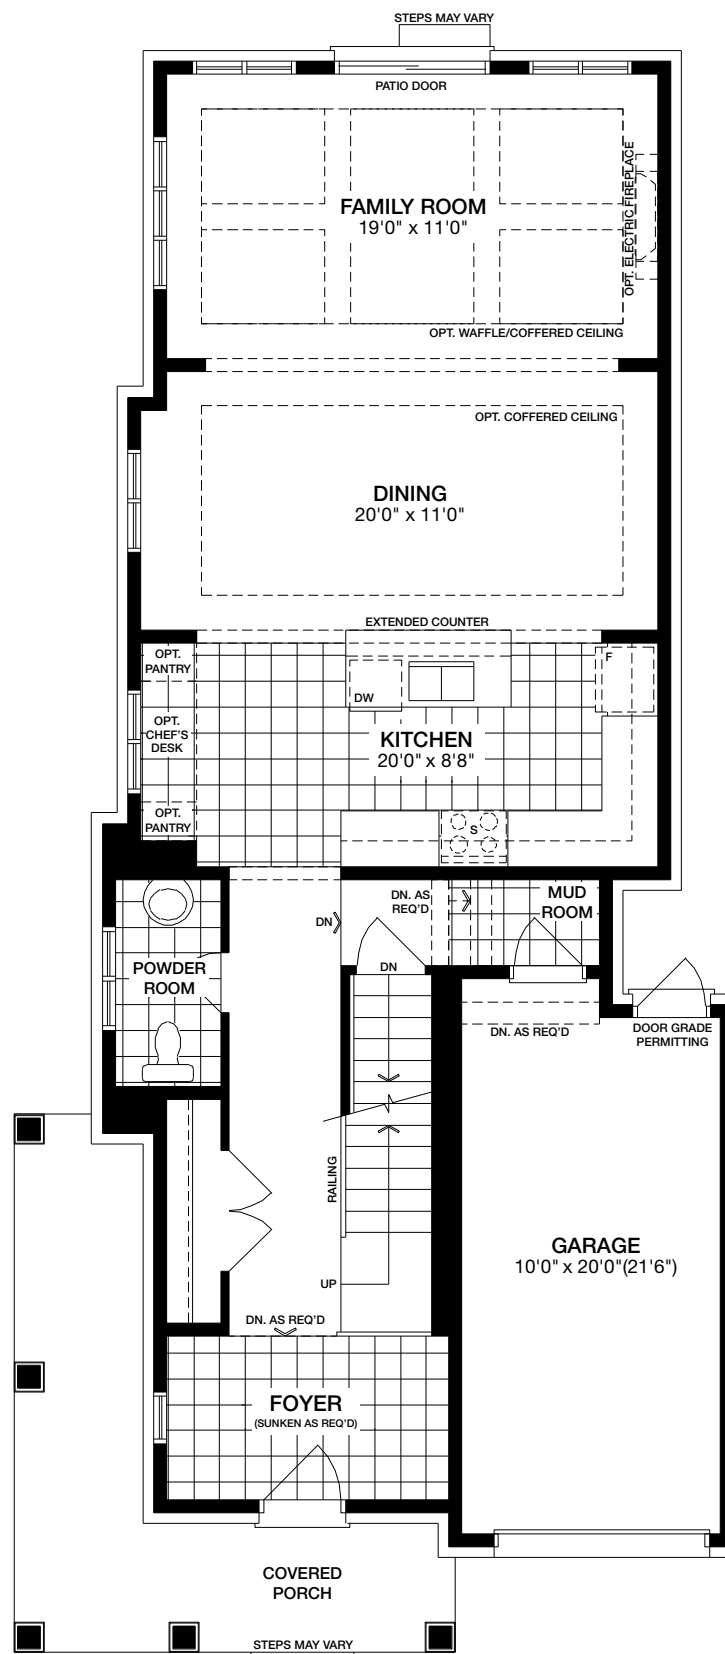 STEPS MAY VARY
PATIO DOOR
FAMILY ROOM
19'0" x 11'0"
OPT. ELECTRIC FIREPLACE
OPT. WAFFLE/COFFERED CEILING
OPT. COFFERED CEILING
DINING
20'0" x 11'0"
EXTENDED COUNTER
OPT.
PANTRY
F
DW
OPT.
CHEF'S
DESK
KITCHEN
20'0" x 8'8"
OPT.
PANTRY
S
DN. AS
REQ'D
MUD
ROOM
DN
POWDER
ROOM
DN
DN. AS REQ'D
DOOR GRADE
PERMITTING
RAILING
GARAGE
10'0" x 20'0"(21'6")
UP
DN. AS REQ'D
FOYER
(SUNKEN AS REQ'D)
COVERED
PORCH
STEPS MAY VARY